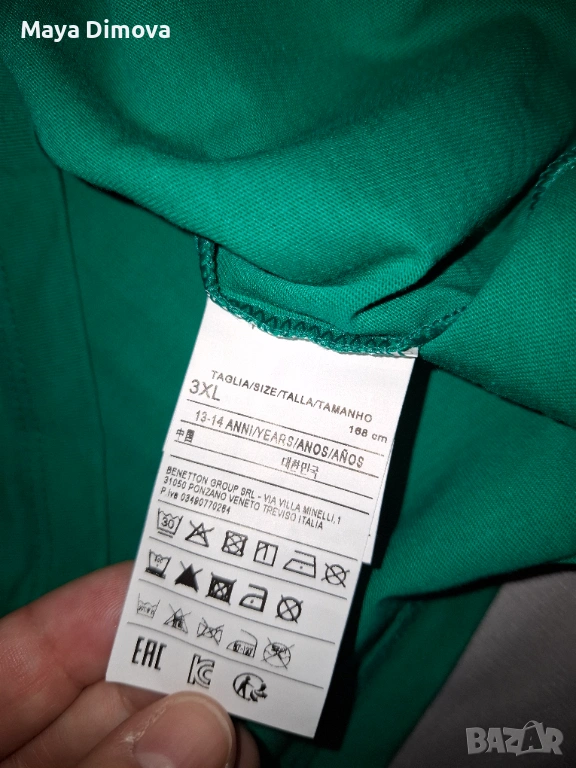 Maya Dimova
TAGLIA/SIZE/TALLA/TAMANHO
3XL
168 cm
13-14 ANNI/YEARS/ANOS/AÑOS
中国
대한민국
BENETTON GROUP SRL - VIA VILLA MINELLI,1
31050 PONZANO VENETO TREVISO ITALIA
P.iva 03490770264
30
EAC
KC
BAZAR